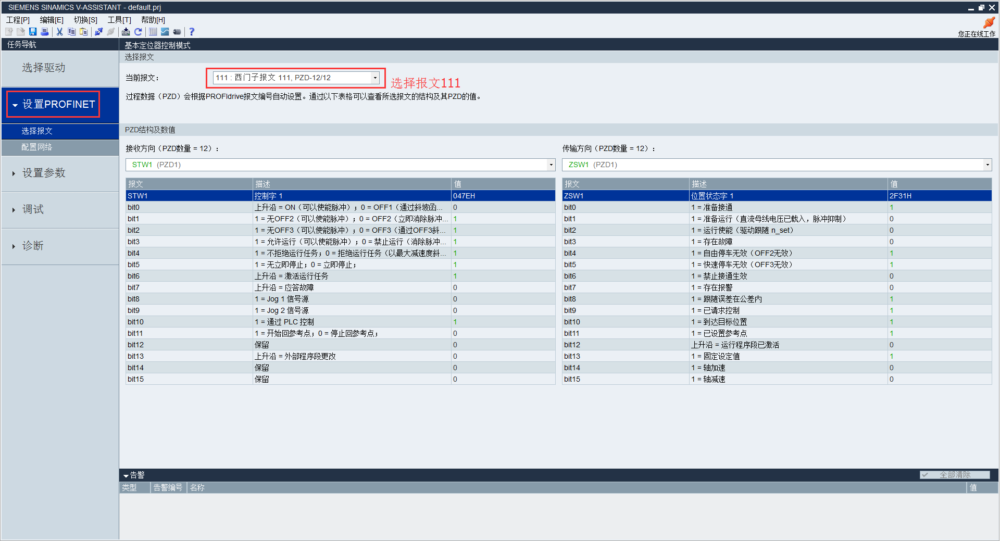 SIEMENS SINAMICS V-ASSISTANT - default.prj
工程[P] 编辑[E] 切换[S] 工具[T] 帮助[H]
您正在线工作
任务导航
选择驱动
设置PROFINET
选择报文
配置网络
设置参数
调试
诊断
基本定位器控制模式
选择报文
当前报文: 111 : 西门子报文 111, PZD-12/12 选择报文111
过程数据（PZD）会根据PROFIdrive报文编号自动设置。通过以下表格可以查看所选报文的结构及其PZD的值。
PZD结构及数值
接收方向（PZD数量 = 12）:
STW1 (PZD1)
报文 描述 值
STW1 控制字 1 047EH
bit0 上升沿 = ON（可以使能脉冲）; 0 = OFF1（通过斜坡函... 0
bit1 1 = 无OFF2（可以使能脉冲）; 0 = OFF2（立即消除脉冲... 1
bit2 1 = 无OFF3（可以使能脉冲）; 0 = OFF3（通过OFF3斜... 1
bit3 1 = 允许运行（可以使能脉冲）; 0 = 禁止运行（消除脉冲... 1
bit4 1 = 不拒绝运行任务; 0 = 拒绝运行任务（以最大减速度斜... 1
bit5 1 = 无立即停止; 0 = 立即停止; 1
bit6 上升沿 = 激活运行任务 1
bit7 上升沿 = 应答故障 0
bit8 1 = Jog 1 信号源 0
bit9 1 = Jog 2 信号源 0
bit10 1 = 通过 PLC 控制 1
bit11 1 = 开始回参考点; 0 = 停止回参考点; 0
bit12 保留 0
bit13 上升沿 = 外部程序段更改 0
bit14 保留 0
bit15 保留 0
传输方向（PZD数量 = 12）:
ZSW1 (PZD1)
报文 描述 值
ZSW1 位置状态字 1 2F31H
bit0 1 = 准备接通 1
bit1 1 = 准备运行（直流母线电压已载入，脉冲抑制） 0
bit2 1 = 运行使能（驱动跟随 n_set） 0
bit3 1 = 存在故障 0
bit4 1 = 自由停车无效（OFF2无效） 1
bit5 1 = 快速停车无效（OFF3无效） 1
bit6 1 = 禁止接通生效 0
bit7 1 = 存在报警 0
bit8 1 = 跟随误差在公差内 1
bit9 1 = 已请求控制 1
bit10 1 = 到达目标位置 1
bit11 1 = 已设置参考点 1
bit12 上升沿 = 运行程序段已激活 0
bit13 1 = 固定设定值 1
bit14 1 = 轴加速 0
bit15 1 = 轴减速 0
告警 全部清除
类型 告警编号 名称 值